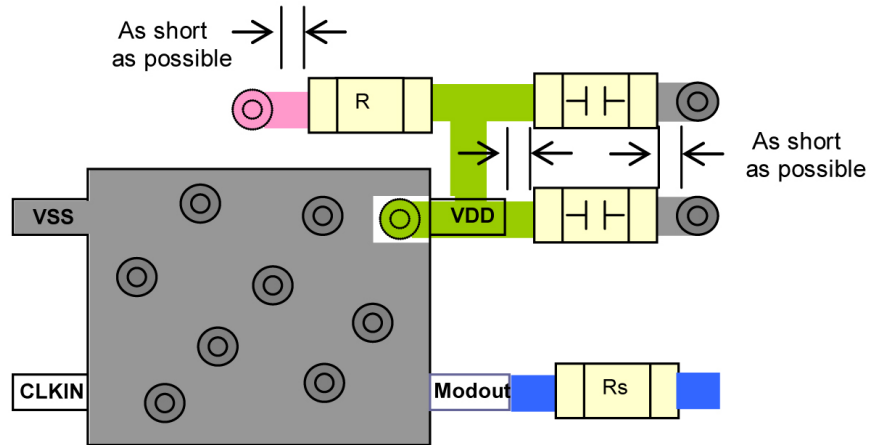 As short
as possible
R
As short
as possible
VSS
VDD
CLKIN
Modout
Rs